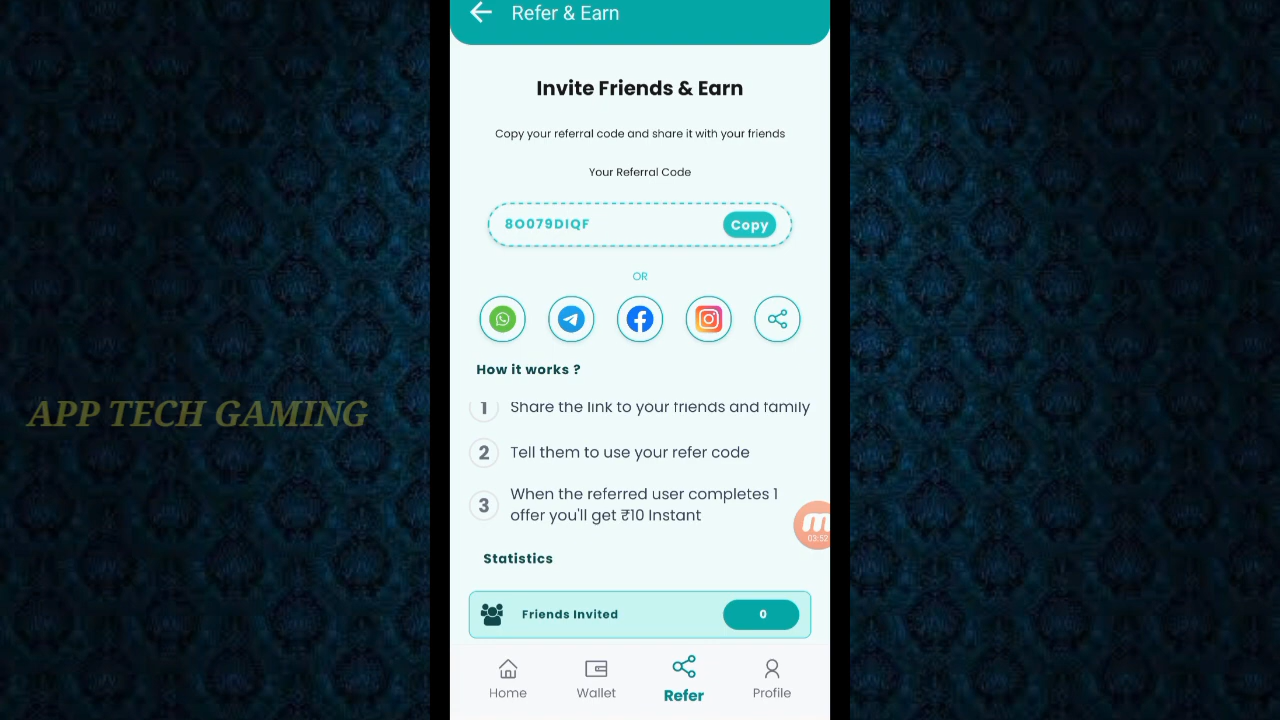 Refer & Earn
Invite Friends & Earn
Copy your referral code and share it with your friends
Your Referral Code
8O079DIQF
Copy
OR
How it works ?
1 Share the link to your friends and family
APP TECH GAMING
2 Tell them to use your refer code
3 When the referred user completes 1
offer you'll get ₹10 Instant
03:52
Statistics
Friends Invited 0
Home Wallet Refer Profile